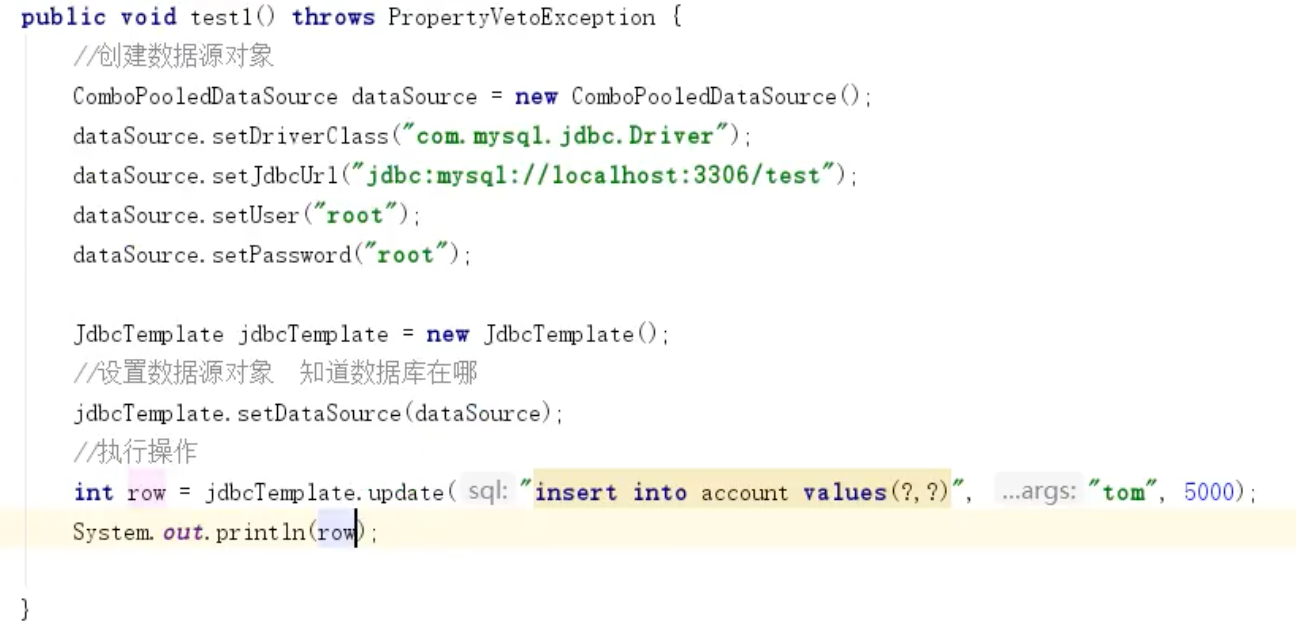 public void test1() throws PropertyVetoException {
//创建数据源对象
ComboPooledDataSource dataSource = new ComboPooledDataSource();
dataSource.setDriverClass("com.mysql.jdbc.Driver");
dataSource.setJdbcUrl("jdbc:mysql://localhost:3306/test");
dataSource.setUser("root");
dataSource.setPassword("root");
JdbcTemplate jdbcTemplate = new JdbcTemplate();
//设置数据源对象 知道数据库在哪
jdbcTemplate.setDataSource(dataSource);
//执行操作
int row = jdbcTemplate.update( sql: "insert into account values(?,?)", ...args: "tom", 5000);
System.out.println(row);
}